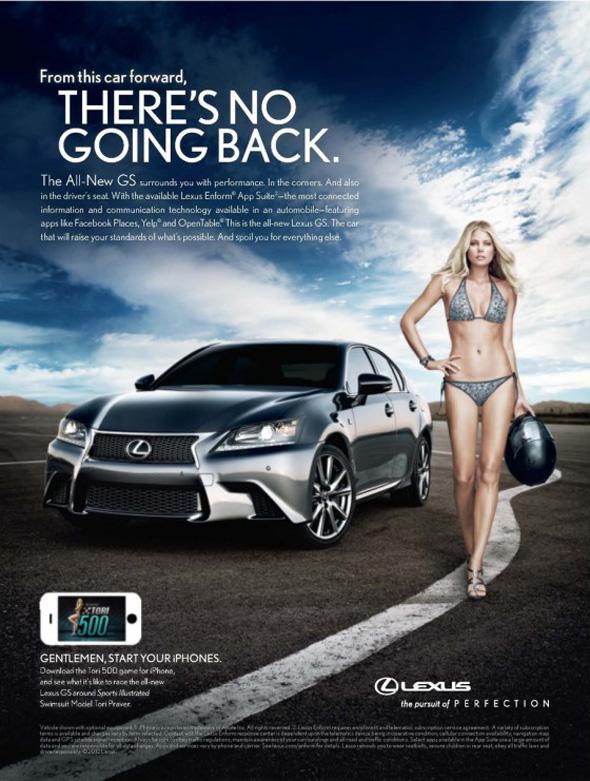 From this car forward,
THERE'S NO
GOING BACK.
The All-New GS surrounds you with performance. In the corners. And also
in the driver's seat. With the available Lexus Enform® App Suite²—the most connected
information and communication technology available in an automobile—featuring
apps like Facebook Places, Yelp® and OpenTable.® This is the all-new Lexus GS. The car
that will raise your standards of what's possible. And spoil you for everything else.
TORI
500
GENTLEMEN, START YOUR iPHONES.
Download the Tori 500 game for iPhone,
and see what it's like to race the all-new
Lexus GS around Sports Illustrated
Swimsuit Model Tori Praver.
LEXUS
the pursuit of PERFECTION